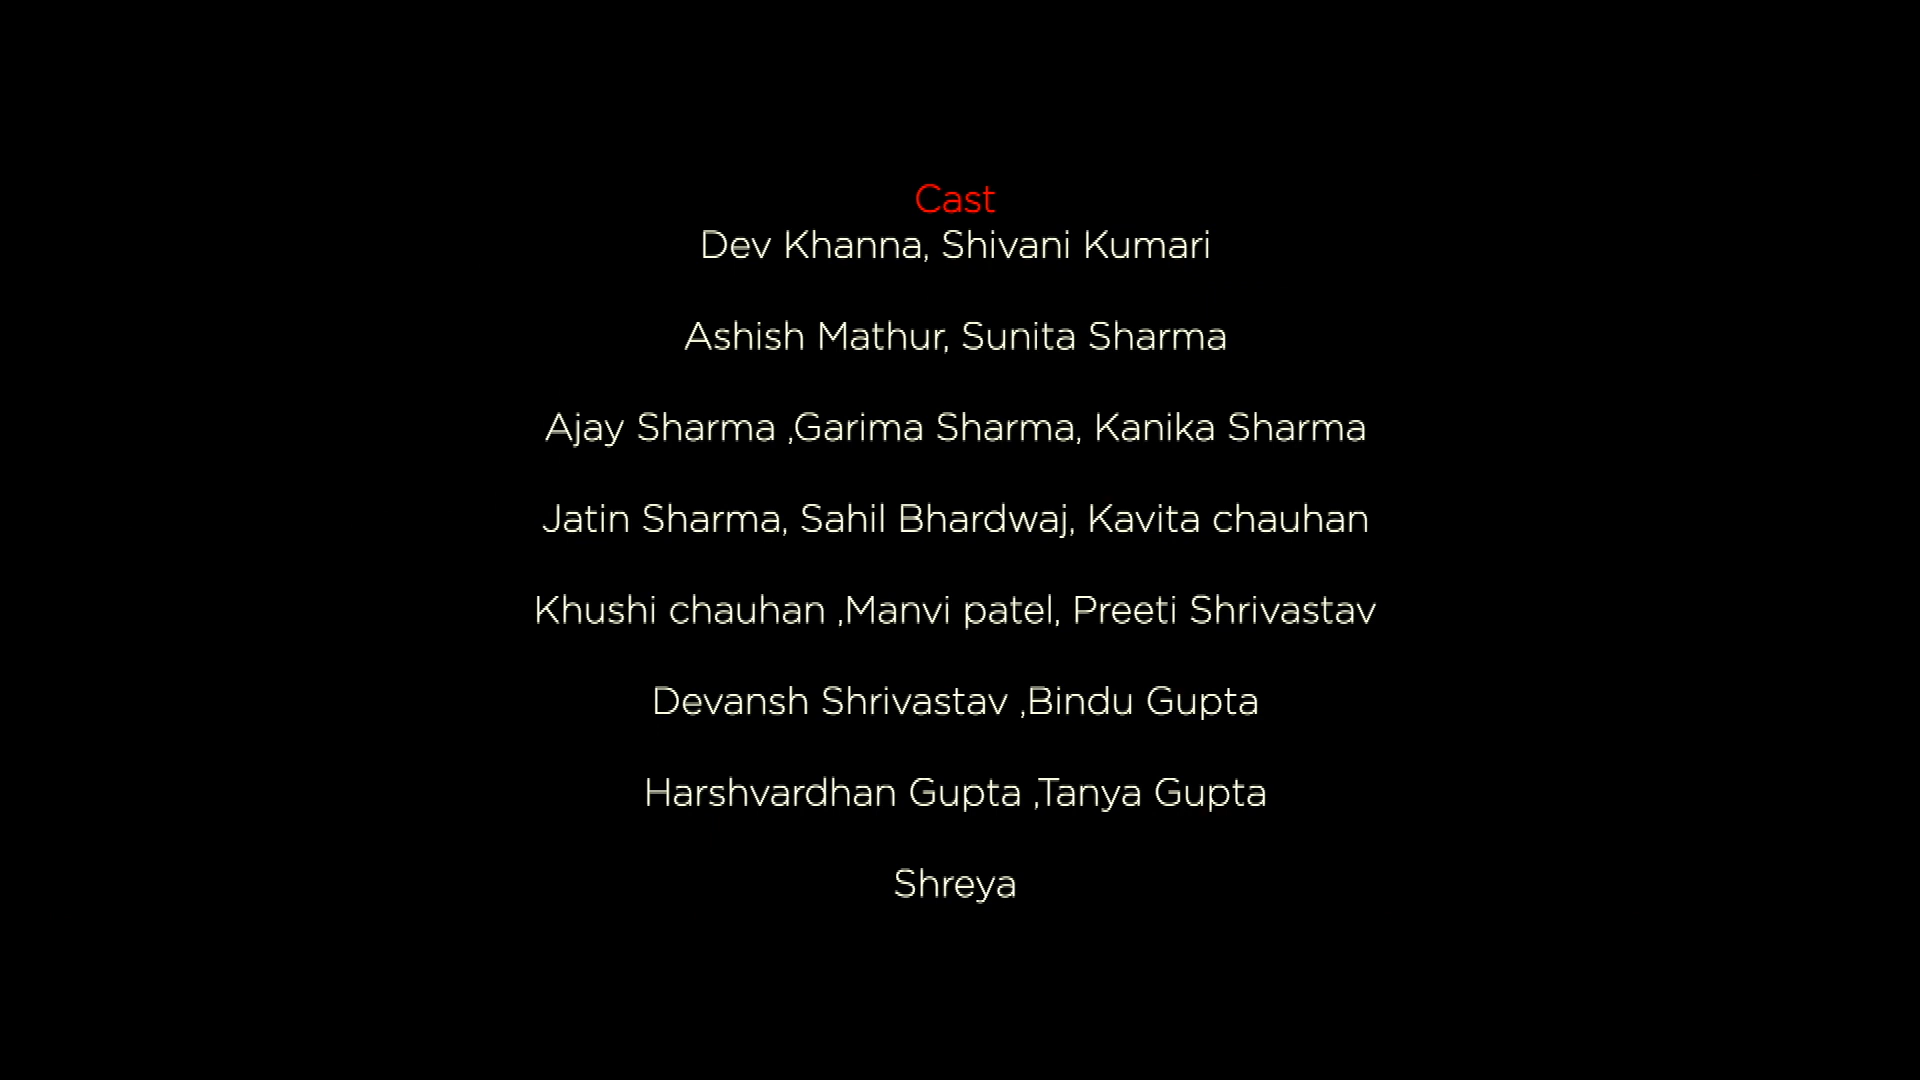 Cast
Dev Khanna, Shivani Kumari
Ashish Mathur, Sunita Sharma
Ajay Sharma ,Garima Sharma, Kanika Sharma
Jatin Sharma, Sahil Bhardwaj, Kavita chauhan
Khushi chauhan ,Manvi patel, Preeti Shrivastav
Devansh Shrivastav ,Bindu Gupta
Harshvardhan Gupta ,Tanya Gupta
Shreya